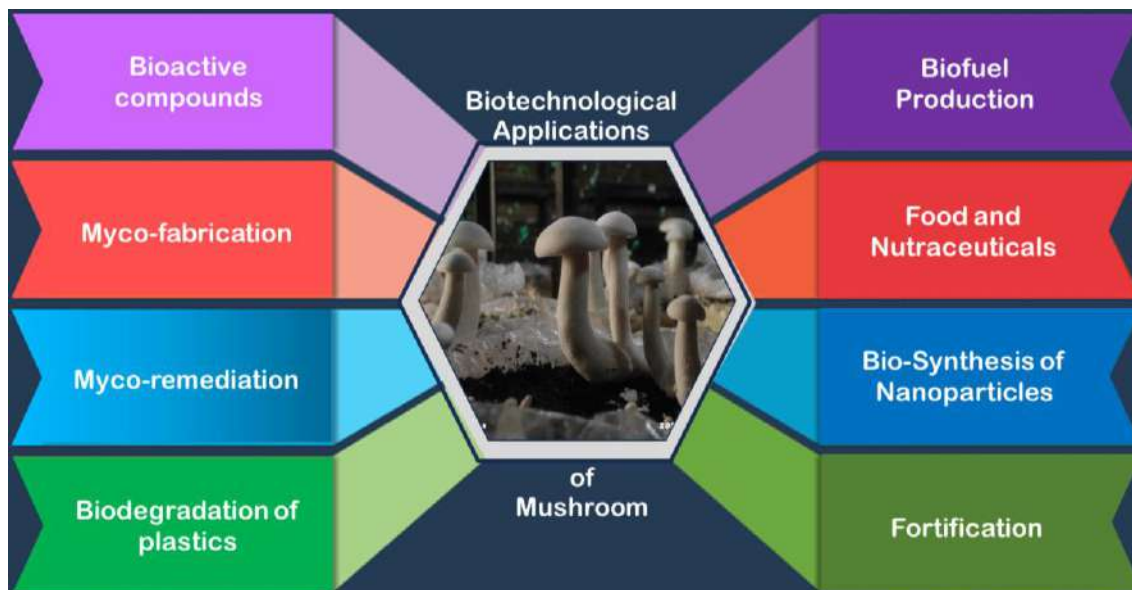 Biotechnological
Applications
of
Mushroom
Bioactive
compounds
Myco-fabrication
Myco-remediation
Biodegradation of
plastics
Biofuel
Production
Food and
Nutraceuticals
Bio-Synthesis of
Nanoparticles
Fortification